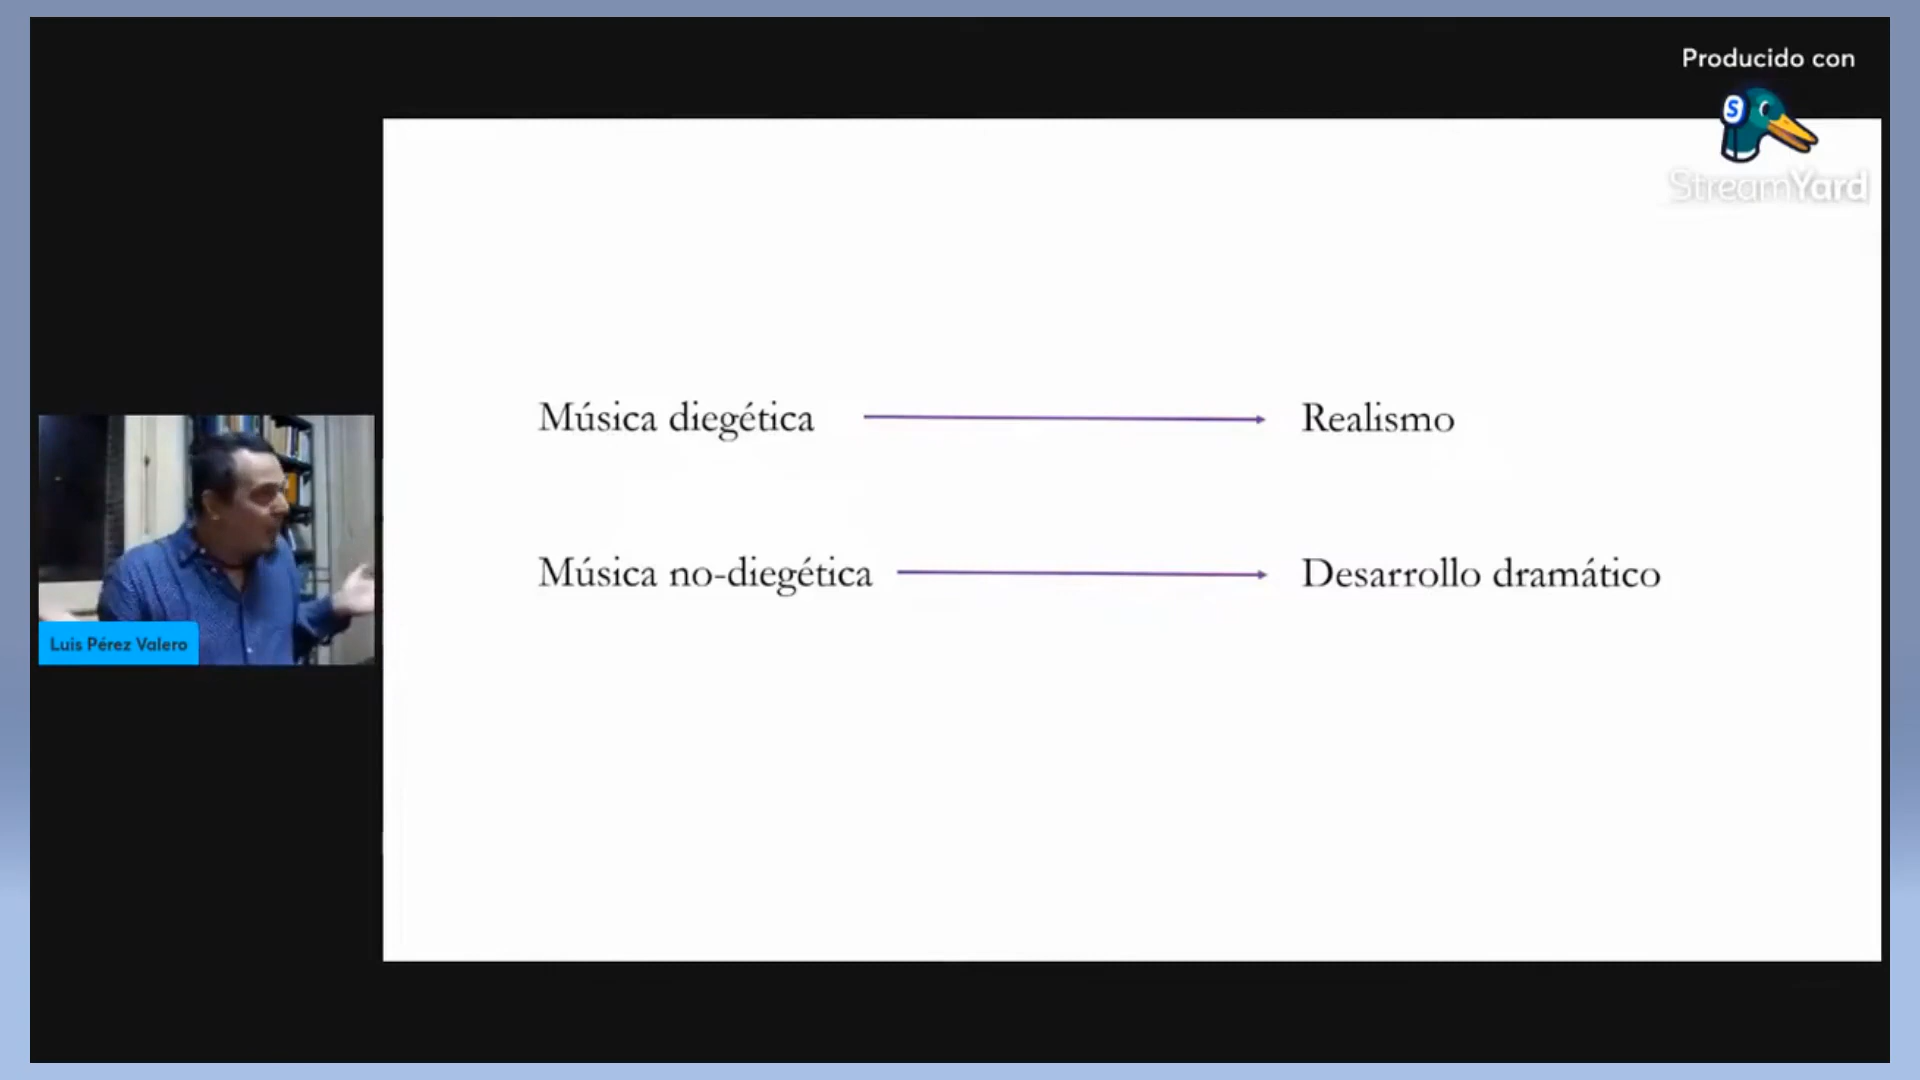 Producido con
S
StreamYard
Música diegética Realismo
Música no-diegética Desarrollo dramático
Luis Pérez Valero